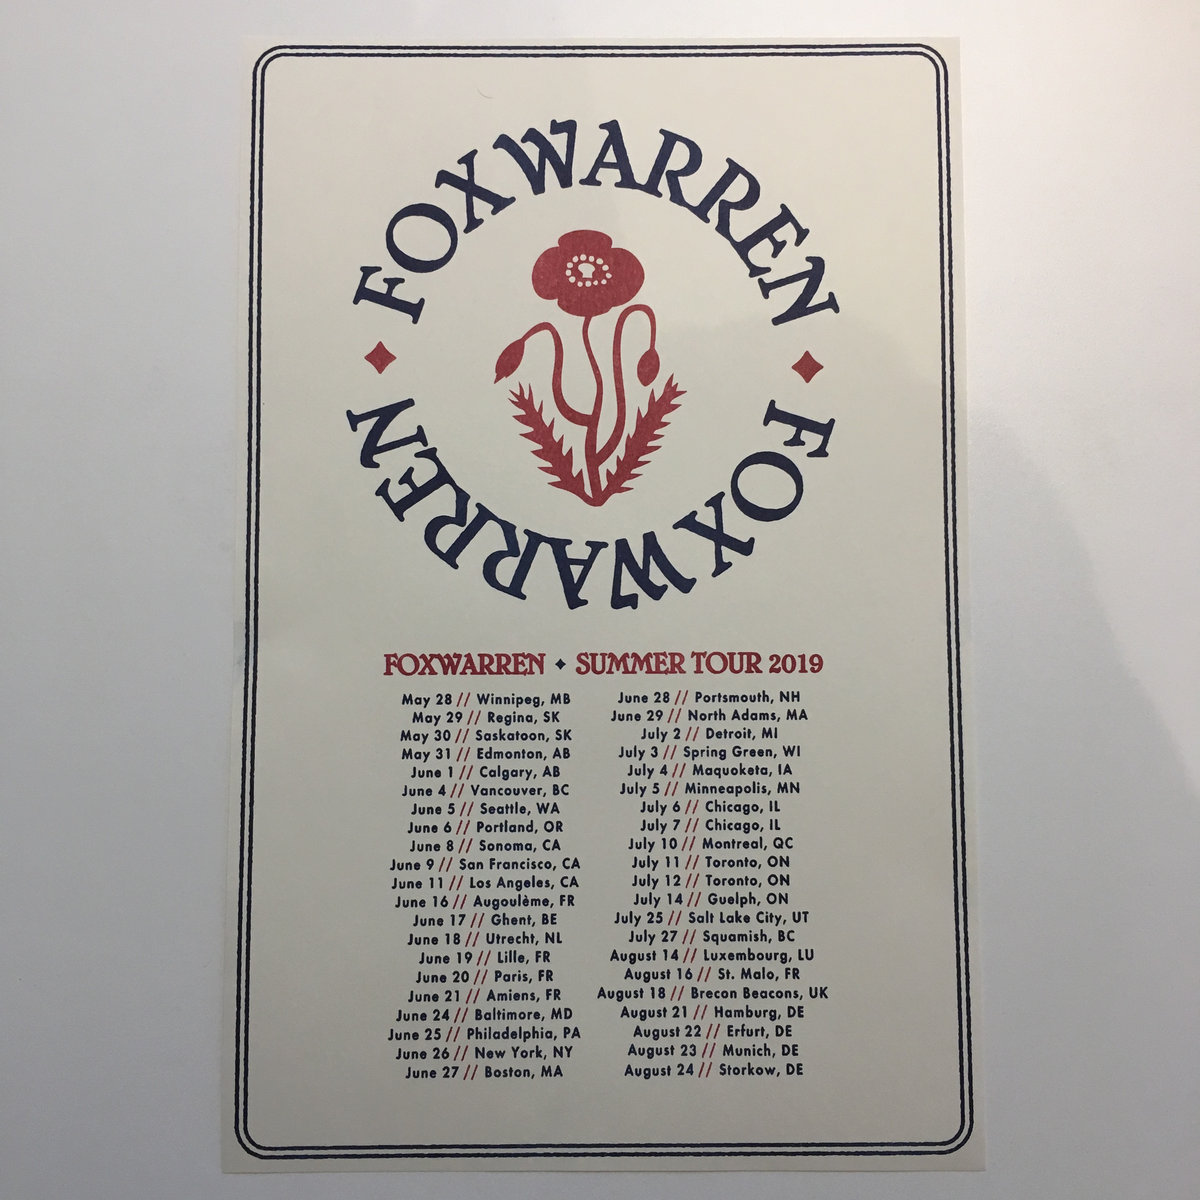 FOXWARREN
FOXWARREN
FOXWARREN ◆ SUMMER TOUR 2019
May 28 // Winnipeg, MB
May 29 // Regina, SK
May 30 // Saskatoon, SK
May 31 // Edmonton, AB
June 1 // Calgary, AB
June 4 // Vancouver, BC
June 5 // Seattle, WA
June 6 // Portland, OR
June 8 // Sonoma, CA
June 9 // San Francisco, CA
June 11 // Los Angeles, CA
June 16 // Augoulème, FR
June 17 // Ghent, BE
June 18 // Utrecht, NL
June 19 // Lille, FR
June 20 // Paris, FR
June 21 // Amiens, FR
June 24 // Baltimore, MD
June 25 // Philadelphia, PA
June 26 // New York, NY
June 27 // Boston, MA
June 28 // Portsmouth, NH
June 29 // North Adams, MA
July 2 // Detroit, MI
July 3 // Spring Green, WI
July 4 // Maquoketa, IA
July 5 // Minneapolis, MN
July 6 // Chicago, IL
July 7 // Chicago, IL
July 10 // Montreal, QC
July 11 // Toronto, ON
July 12 // Toronto, ON
July 14 // Guelph, ON
July 25 // Salt Lake City, UT
July 27 // Squamish, BC
August 14 // Luxembourg, LU
August 16 // St. Malo, FR
August 18 // Brecon Beacons, UK
August 21 // Hamburg, DE
August 22 // Erfurt, DE
August 23 // Munich, DE
August 24 // Storkow, DE